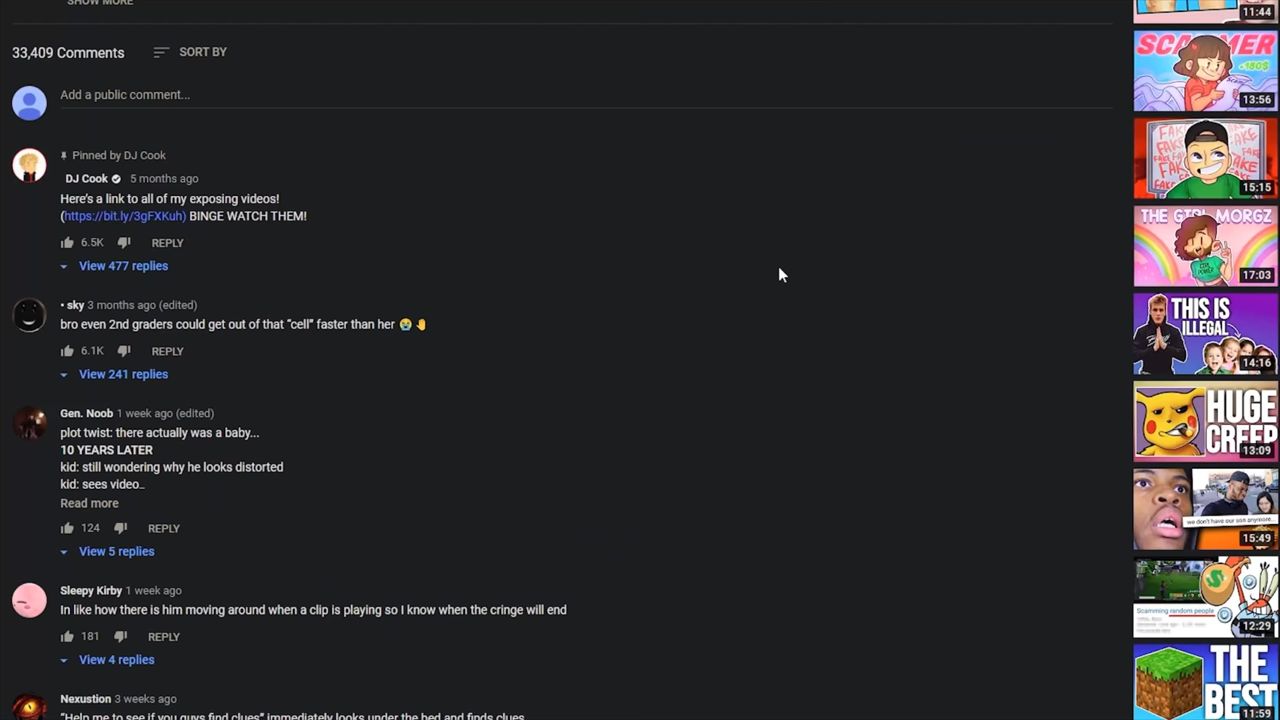 SHOW MORE
33,409 Comments
SORT BY
Add a public comment...
Pinned by DJ Cook
DJ Cook 5 months ago
Here's a link to all of my exposing videos!
(https://bit.ly/3gFXKuh) BINGE WATCH THEM!
6.5K REPLY
View 477 replies
• sky 3 months ago (edited)
bro even 2nd graders could get out of that “cell” faster than her 😭🤚
6.1K REPLY
View 241 replies
Gen. Noob 1 week ago (edited)
plot twist: there actually was a baby...
10 YEARS LATER
kid: still wondering why he looks distorted
kid: sees video..
Read more
124 REPLY
View 5 replies
Sleepy Kirby 1 week ago
In like how there is him moving around when a clip is playing so I know when the cringe will end
181 REPLY
View 4 replies
Nexustion 3 weeks ago
“Help me to see if you guys find clues” immediately looks under the bed and finds clues
11:44
SCAMMER
-180$
13:56
FAKE
15:15
THE GIRL MORGZ
GIRL
POWER
17:03
THIS IS
ILLEGAL
14:16
HUGE
CREEP
13:09
we don't have our son anymore...
15:49
Scamming random people
12:29
THE
BEST
11:59